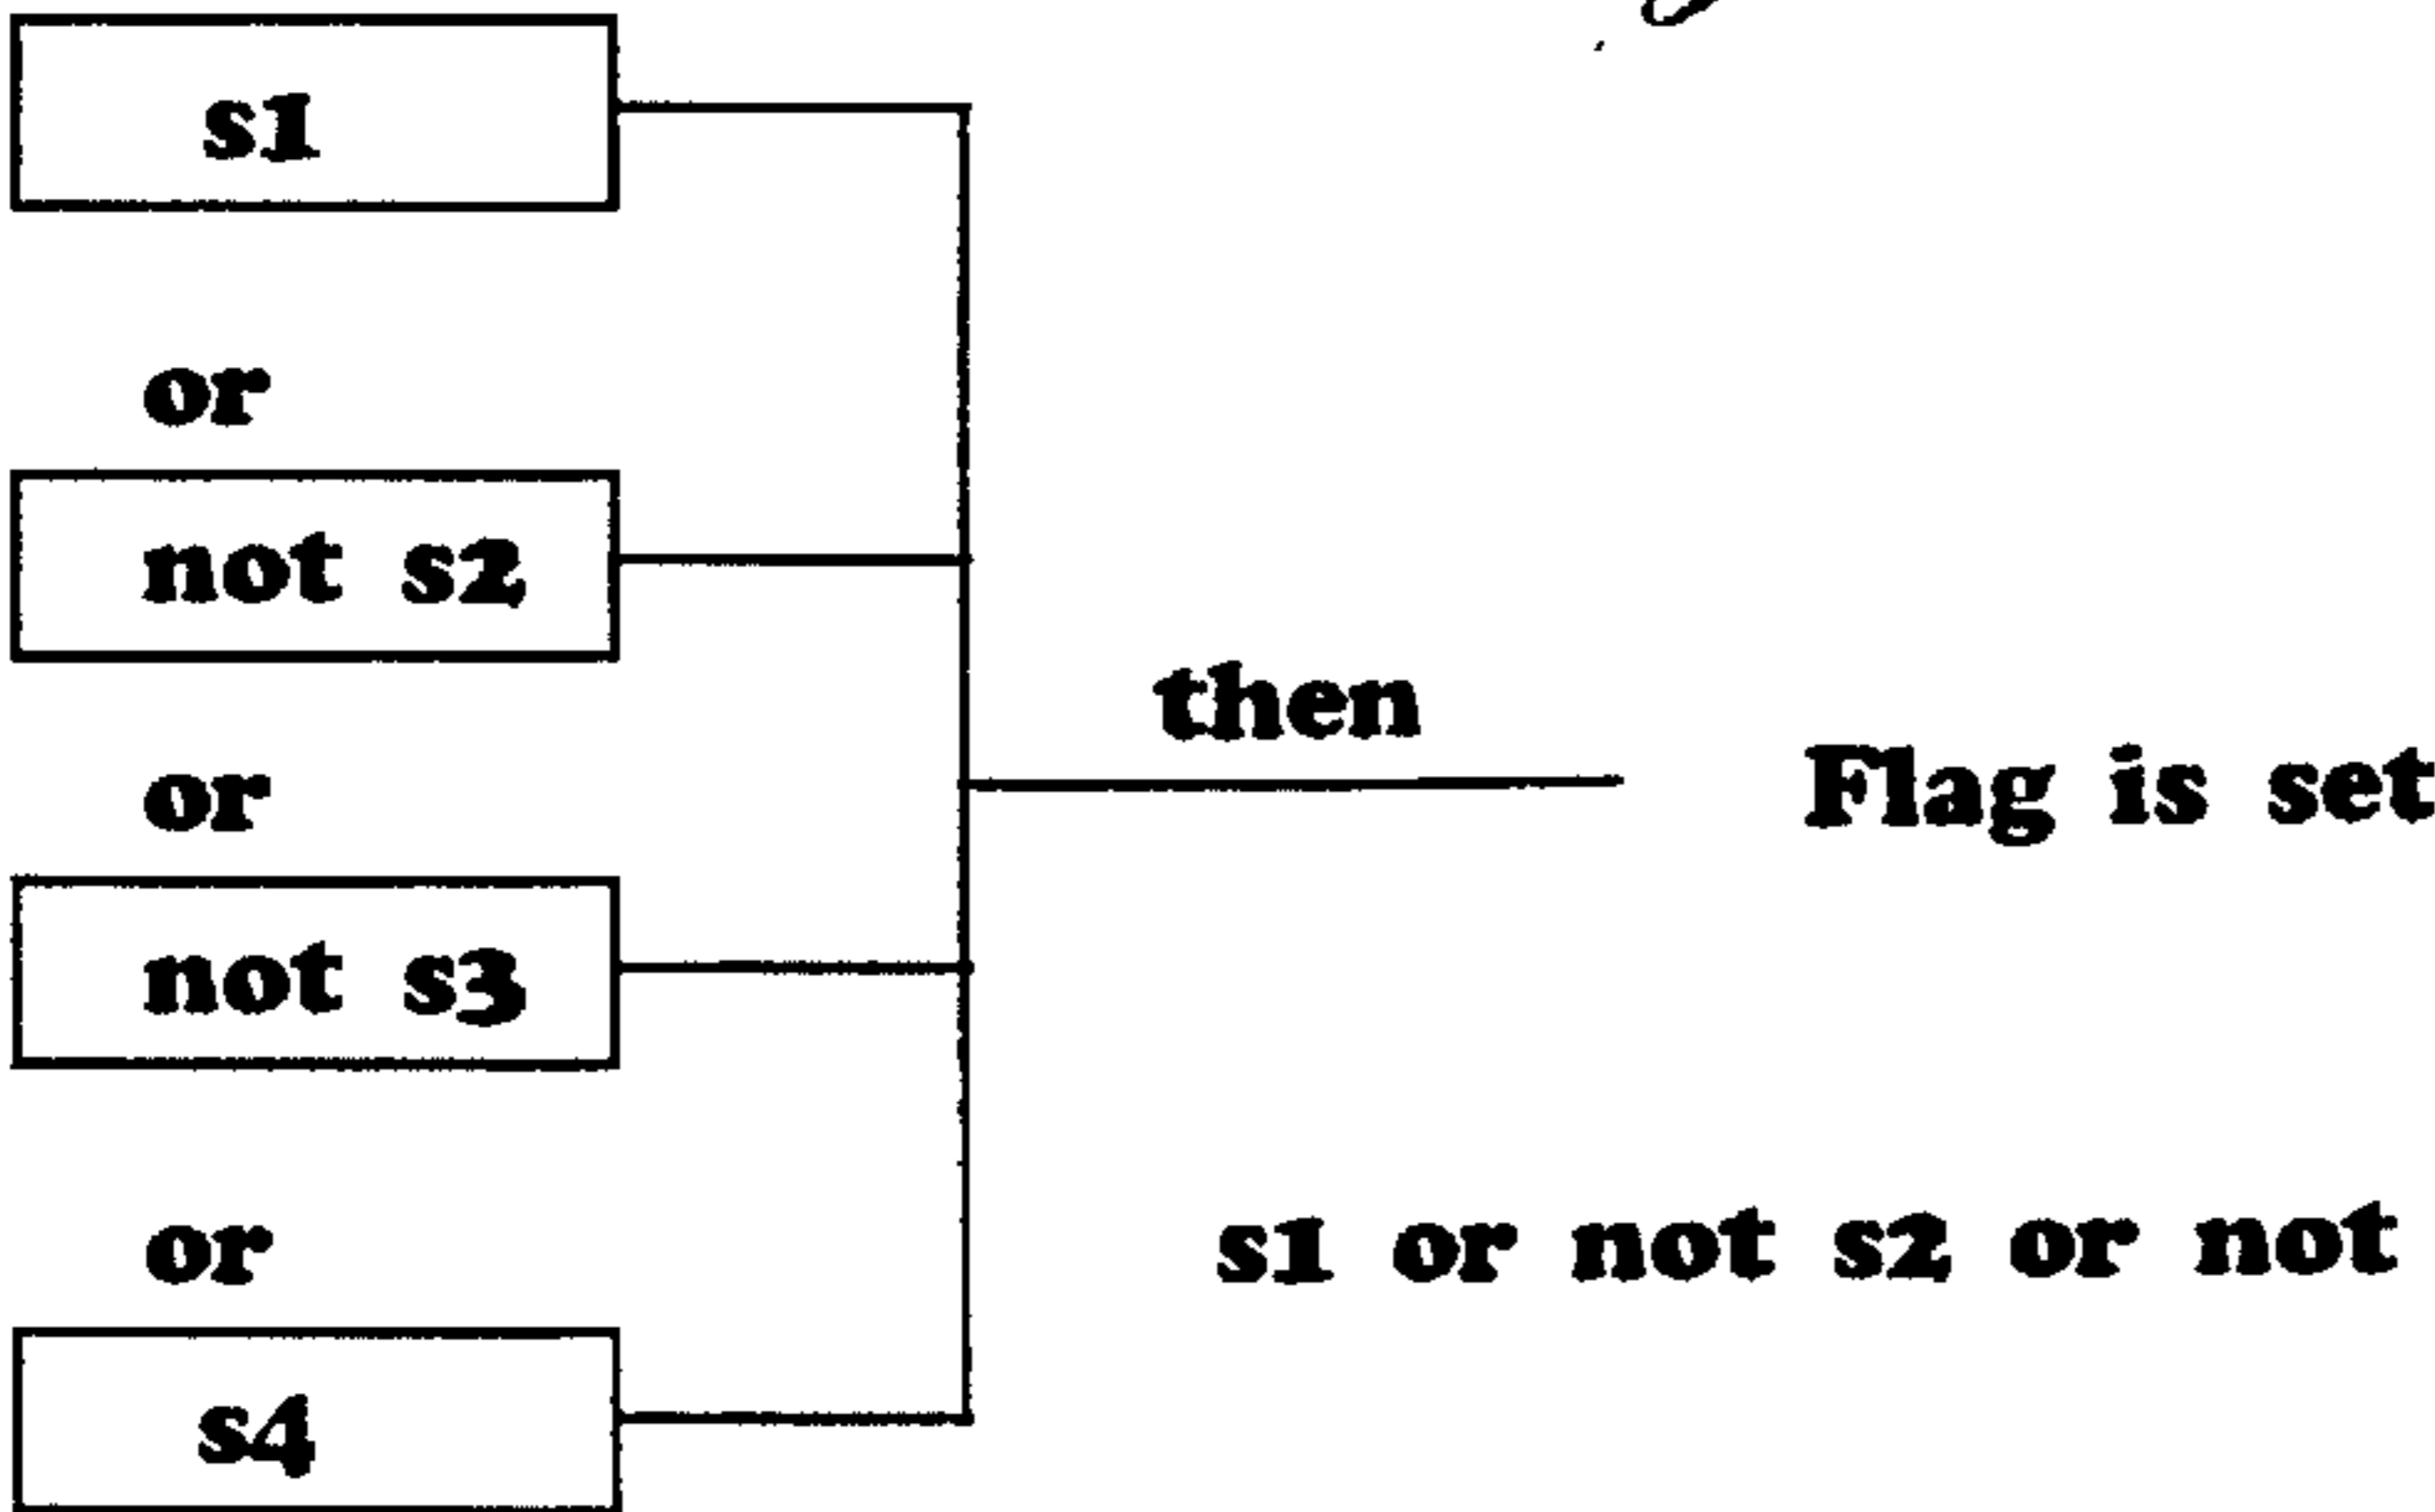 s1
or
not s2
or
then
Flag is set
not s3
or
s1 or not s2 or not
s4